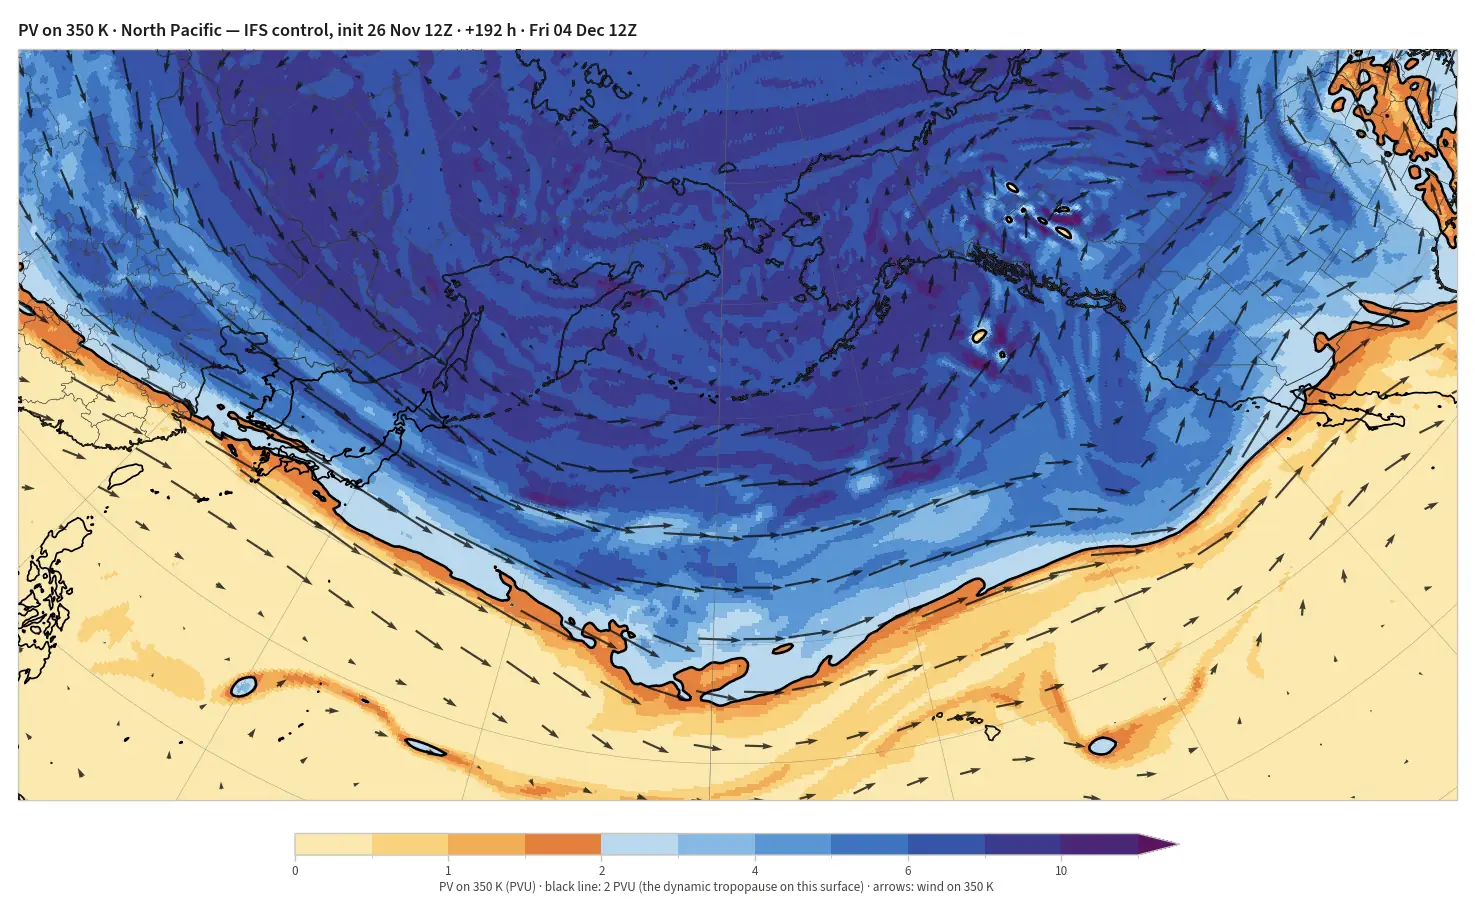 PV on 350 K · North Pacific — IFS control, init 26 Nov 12Z · +192 h · Fri 04 Dec 12Z
0 1 2 4 6 10
PV on 350 K (PVU) · black line: 2 PVU (the dynamic tropopause on this surface) · arrows: wind on 350 K